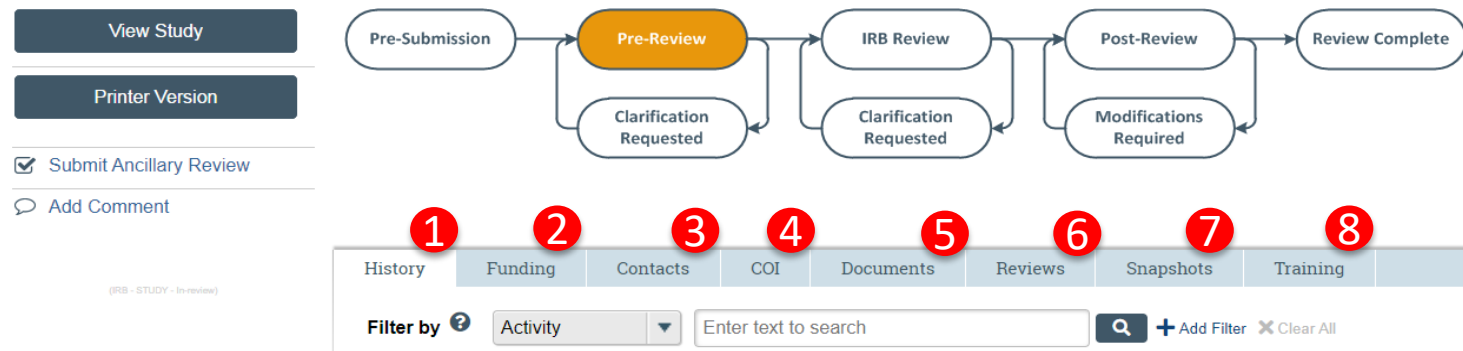 View Study
Printer Version
Submit Ancillary Review
Add Comment
(IRB - STUDY - In-review)
Pre-Submission
Pre-Review
IRB Review
Post-Review
Review Complete
Clarification
Requested
Clarification
Requested
Modifications
Required
1 2 3 4 5 6 7 8
History Funding Contacts COI Documents Reviews Snapshots Training
Filter by ? Activity Enter text to search + Add Filter ✖ Clear All